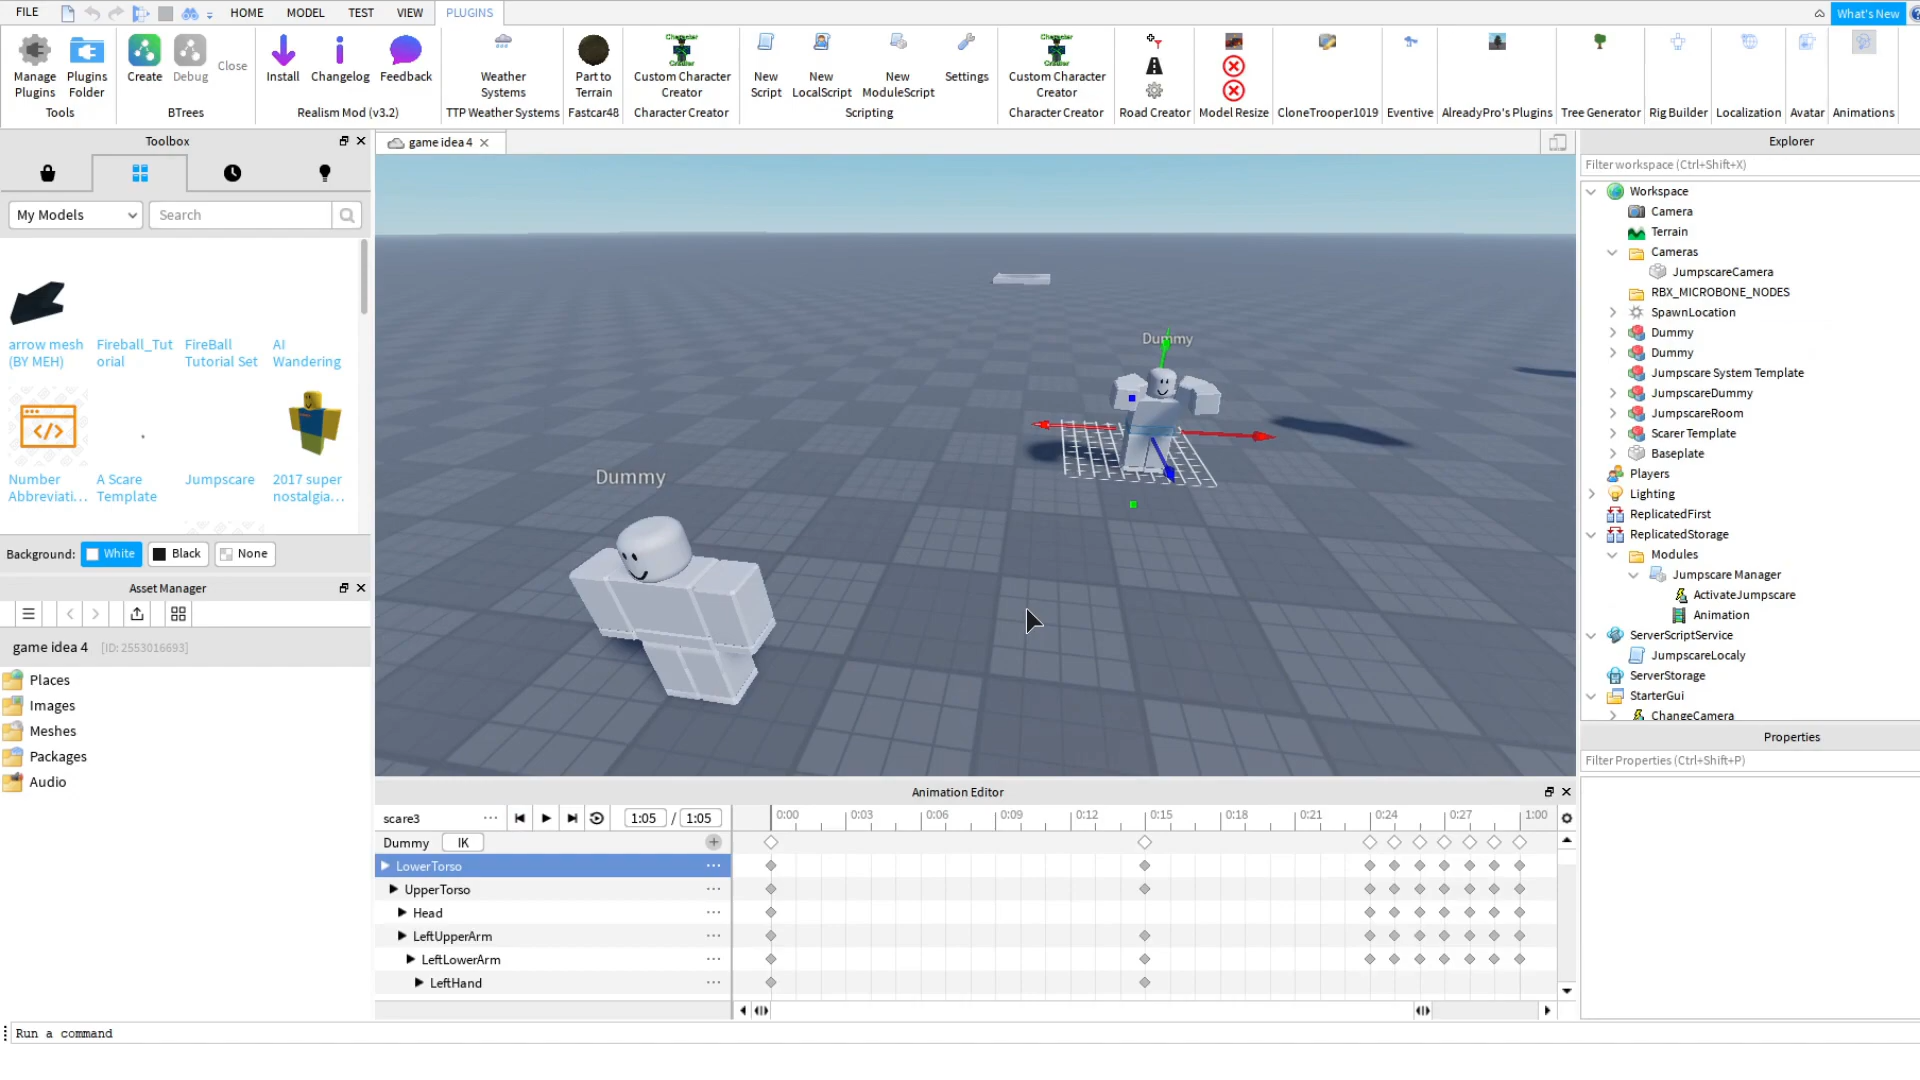 FILE HOME MODEL TEST VIEW PLUGINS What's New
Manage Plugins Create Debug Close Install Changelog Feedback Weather Part to Custom Character New New New Settings Custom Character
Plugins Folder Systems Terrain Creator Script LocalScript ModuleScript Creator
Tools BTrees Realism Mod (v3.2) TTP Weather Systems Fastcar48 Character Creator Scripting Character Creator Road Creator Model Resize CloneTrooper1019 Eventive AlreadyPro's Plugins Tree Generator Rig Builder Localization Avatar Animations
Toolbox
My Models
Search
arrow mesh Fireball_Tut FireBall AI
(BY MEH) orial Tutorial Set Wandering
Number A Scare Jumpscare 2017 super
Abbreviati... Template nostalgia...
Background: White Black None
Asset Manager
game idea 4 [ID: 2553016693]
Places
Images
Meshes
Packages
Audio
game idea 4
Dummy
Dummy
Animation Editor
scare3 ... 1:05 / 1:05 0:00 0:03 0:06 0:09 0:12 0:15 0:18 0:21 0:24 0:27 1:00
Dummy IK
LowerTorso
UpperTorso
Head
LeftUpperArm
LeftLowerArm
LeftHand
Explorer
Filter workspace (Ctrl+Shift+X)
Workspace
Camera
Terrain
Cameras
JumpscareCamera
RBX_MICROBONE_NODES
SpawnLocation
Dummy
Dummy
Jumpscare System Template
JumpscareDummy
JumpscareRoom
Scarer Template
Baseplate
Players
Lighting
ReplicatedFirst
ReplicatedStorage
Modules
Jumpscare Manager
ActivateJumpscare
Animation
ServerScriptService
JumpscareLocaly
ServerStorage
StarterGui
ChangeCamera
Properties
Filter Properties (Ctrl+Shift+P)
Run a command